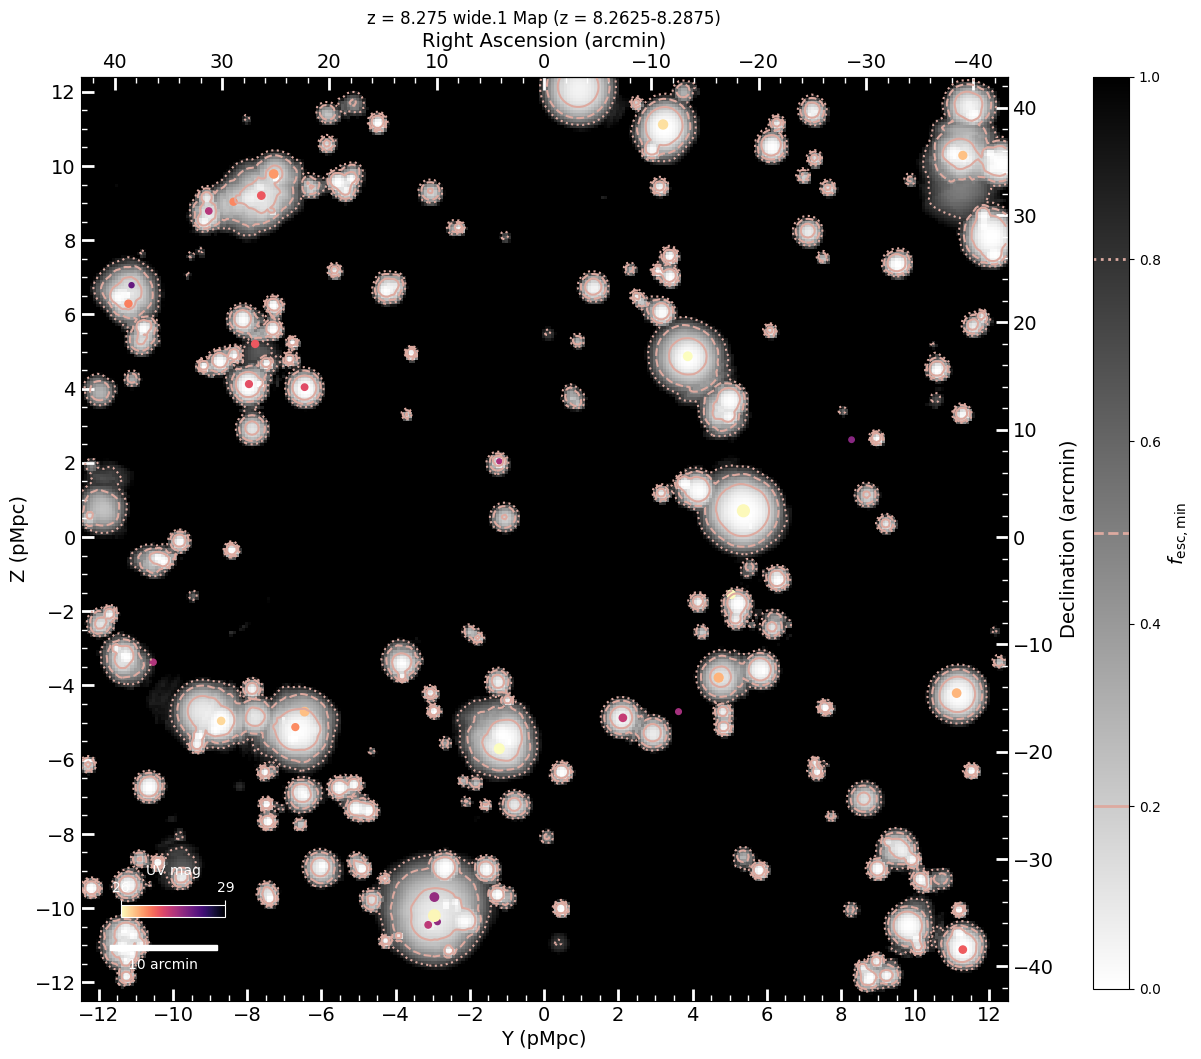 z = 8.275 wide.1 Map (z = 8.2625-8.2875)
Right Ascension (arcmin)
40 30 20 10 0 −10 −20 −30 −40
12 10 8 6 4 2 0 −2 −4 −6 −8 −10 −12
Z (pMpc)
40 30 20 10 0 −10 −20 −30 −40
Declination (arcmin)
1.0 0.8 0.6 0.4 0.2 0.0
f_esc,min
UV mag
29
10 arcmin
−12 −10 −8 −6 −4 −2 0 2 4 6 8 10 12
Y (pMpc)